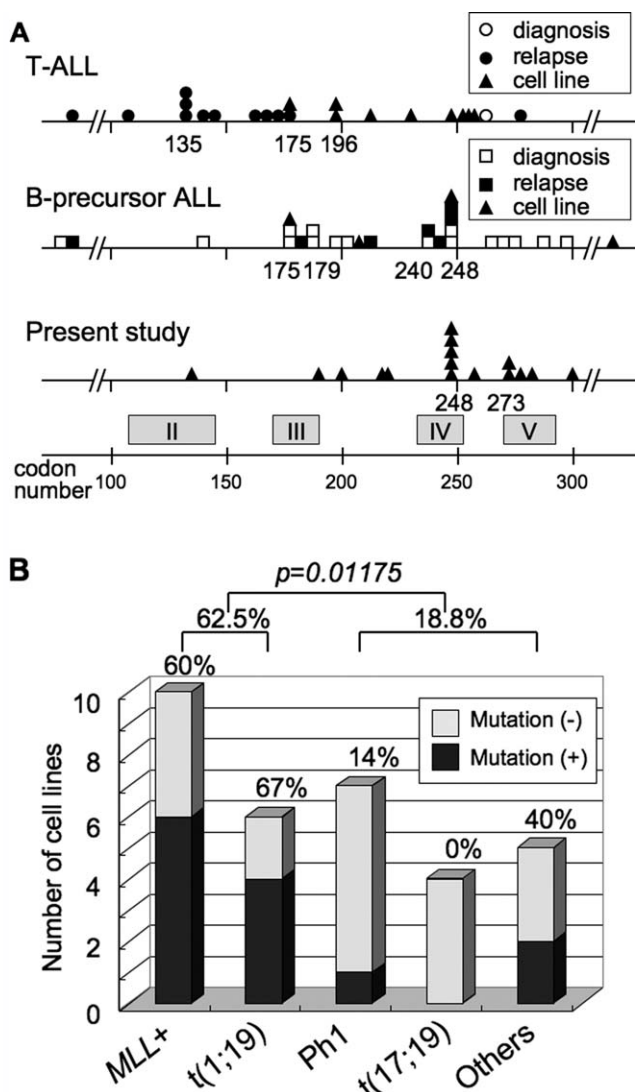 A
T-ALL
diagnosis
relapse
cell line
135 175 196
B-precursor ALL
diagnosis
relapse
cell line
175 179 240 248
Present study
248 273
II III IV V
codon
number
100 150 200 250 300
B
p=0.01175
62.5% 18.8%
60% 67% 14% 0% 40%
Mutation (-)
Mutation (+)
Number of cell lines
10
8
6
4
2
0
MLL+ t(1;19) Ph1 t(17;19) Others